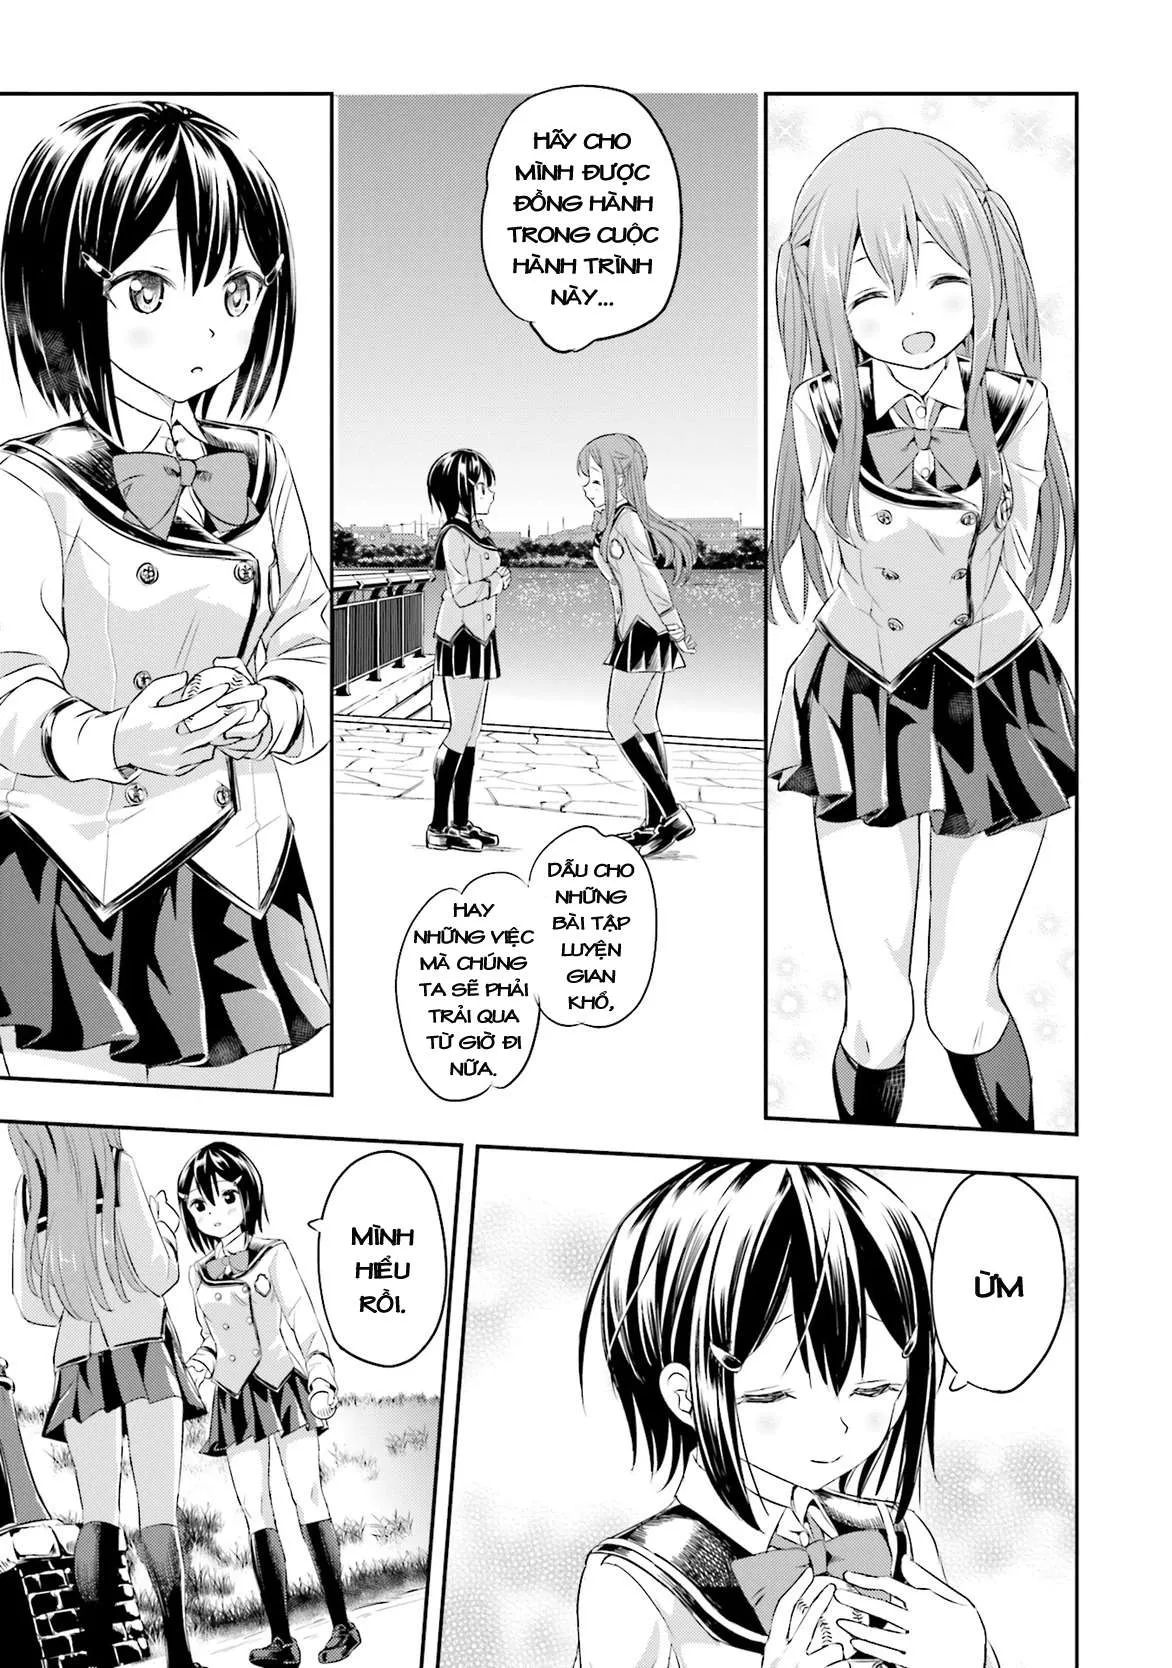 HÃY CHO
MÌNH ĐƯỢC
ĐỒNG HÀNH
TRONG CUỘC
HÀNH TRÌNH
NÀY...
DẪU CHO
NHỮNG
BÀI TẬP
LUYỆN
GIAN
KHỔ,
HAY
NHỮNG VIỆC
MÀ CHÚNG
TA SẼ PHẢI
TRẢI QUA
TỪ GIỜ ĐI
NỮA.
ỪM
MÌNH
HIỂU
RỒI.